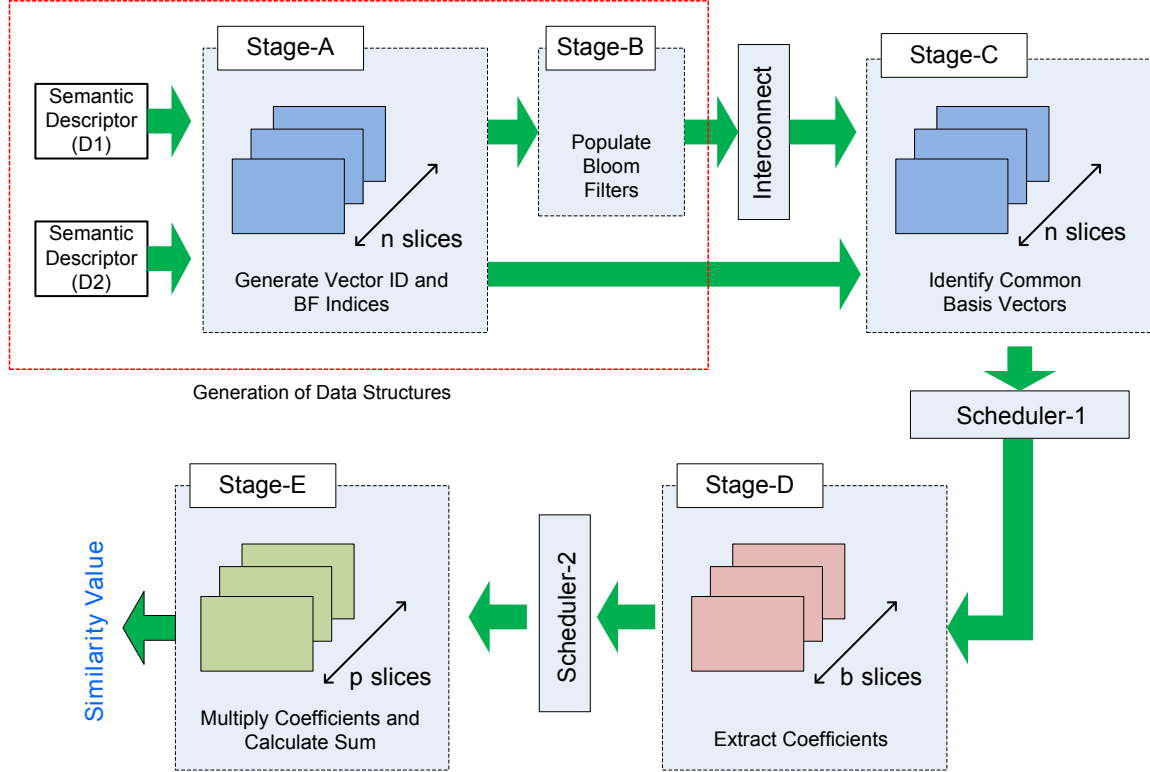 Stage-A
Stage-B
Stage-C
Semantic
Descriptor
(D1)
Semantic
Descriptor
(D2)
n slices
Generate Vector ID and
BF Indices
Populate
Bloom
Filters
Interconnect
n slices
Identify Common
Basis Vectors
Generation of Data Structures
Scheduler-1
Stage-D
b slices
Extract Coefficients
Scheduler-2
Stage-E
p slices
Multiply Coefficients and
Calculate Sum
Similarity Value